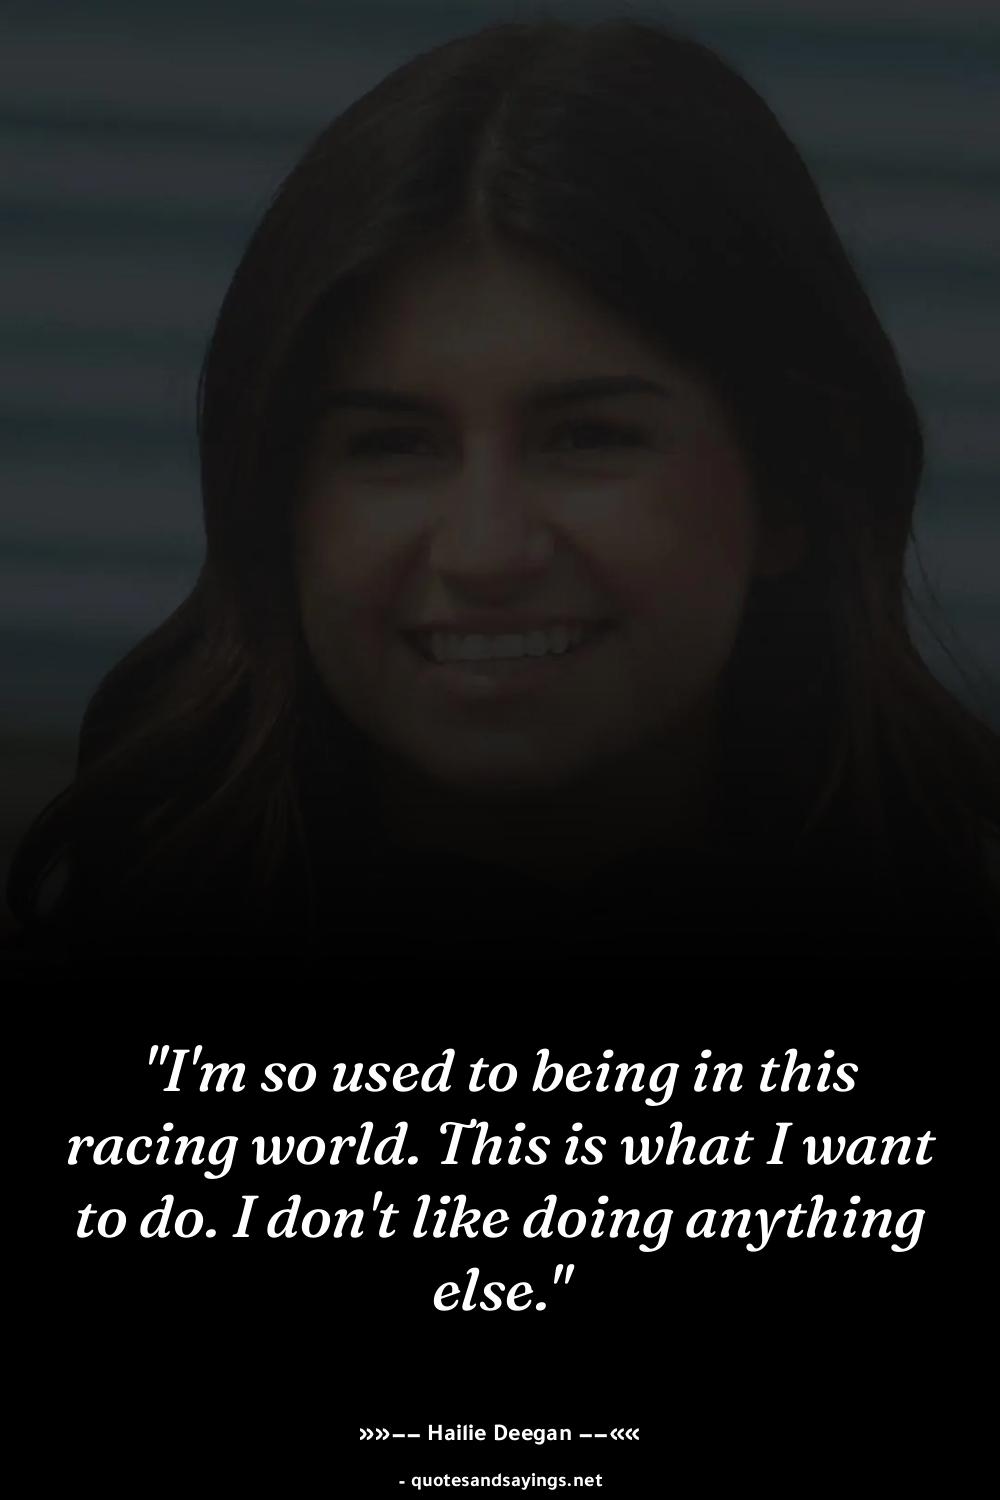 "I'm so used to being in this
racing world. This is what I want
to do. I don't like doing anything
else."
»»–– Hailie Deegan ––««
- quotesandsayings.net